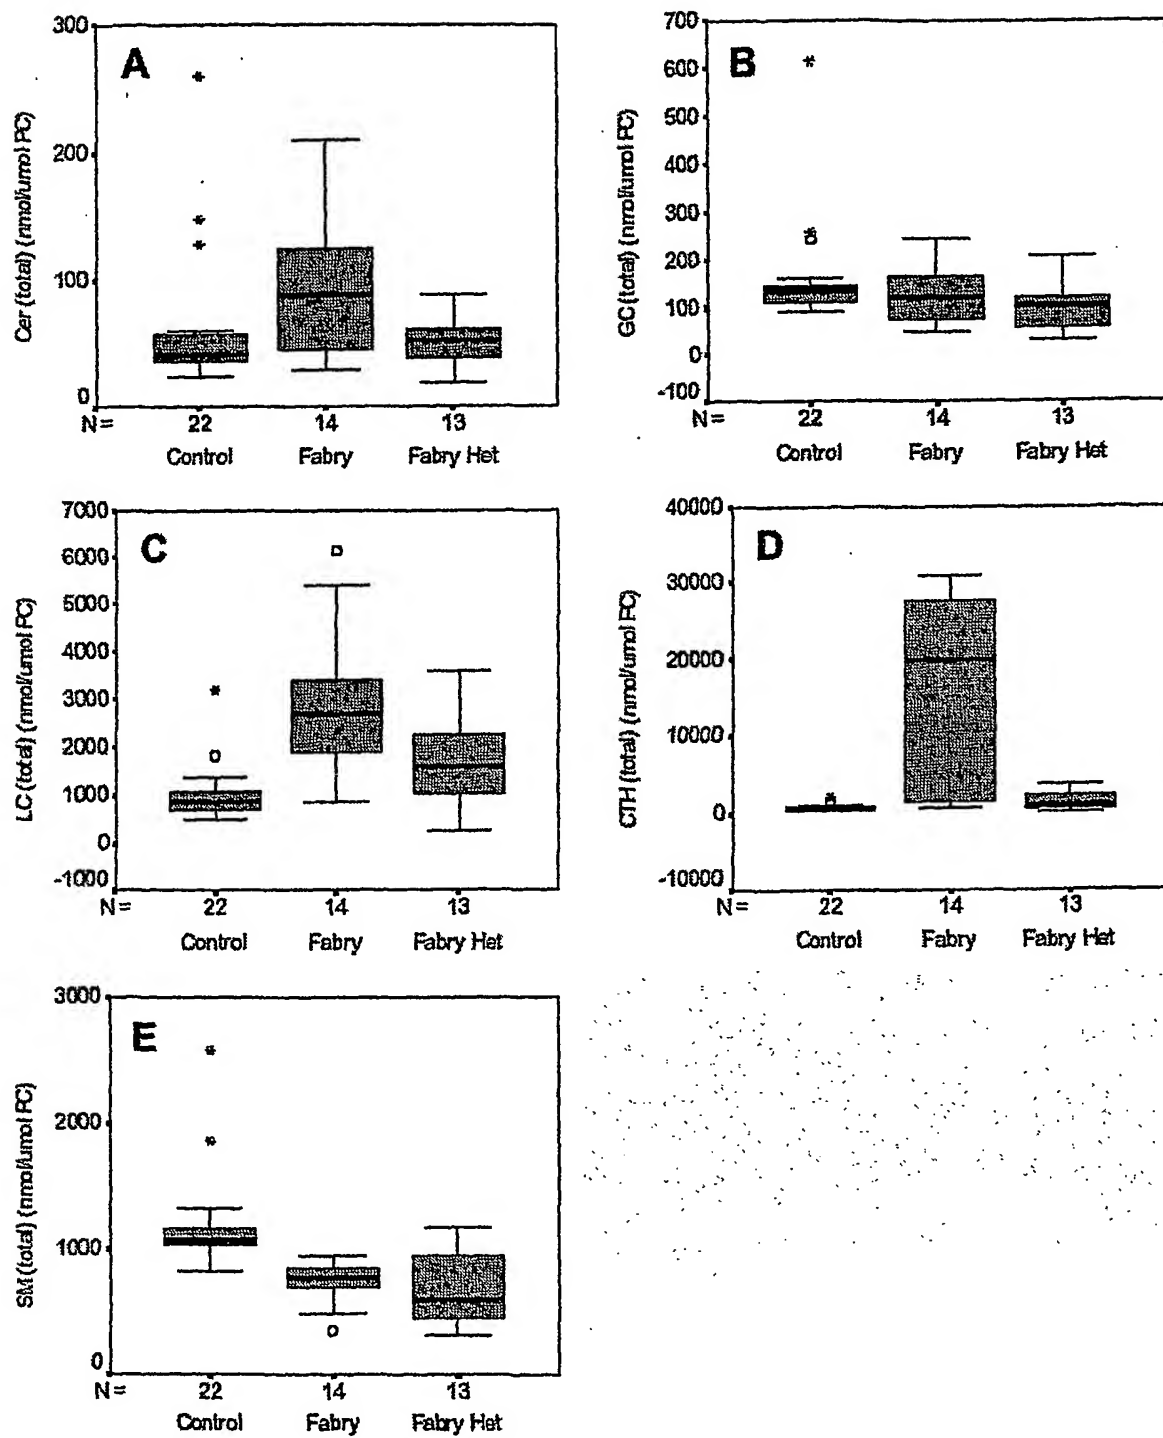 A
Cer (total) (nmol/umol PC)
300
200
100
0
N = 22 14 13
Control Fabry Fabry Het
B
GC (total) (nmol/umol PC)
700
600
500
400
300
200
100
0
-100
N = 22 14 13
Control Fabry Fabry Het
C
LC (total) (nmol/umol PC)
7000
6000
5000
4000
3000
2000
1000
0
-1000
N = 22 14 13
Control Fabry Fabry Het
D
CTH (total) (nmol/umol PC)
40000
30000
20000
10000
0
-10000
N = 22 14 13
Control Fabry Fabry Het
E
SM (total) (nmol/umol PC)
3000
2000
1000
0
N = 22 14 13
Control Fabry Fabry Het